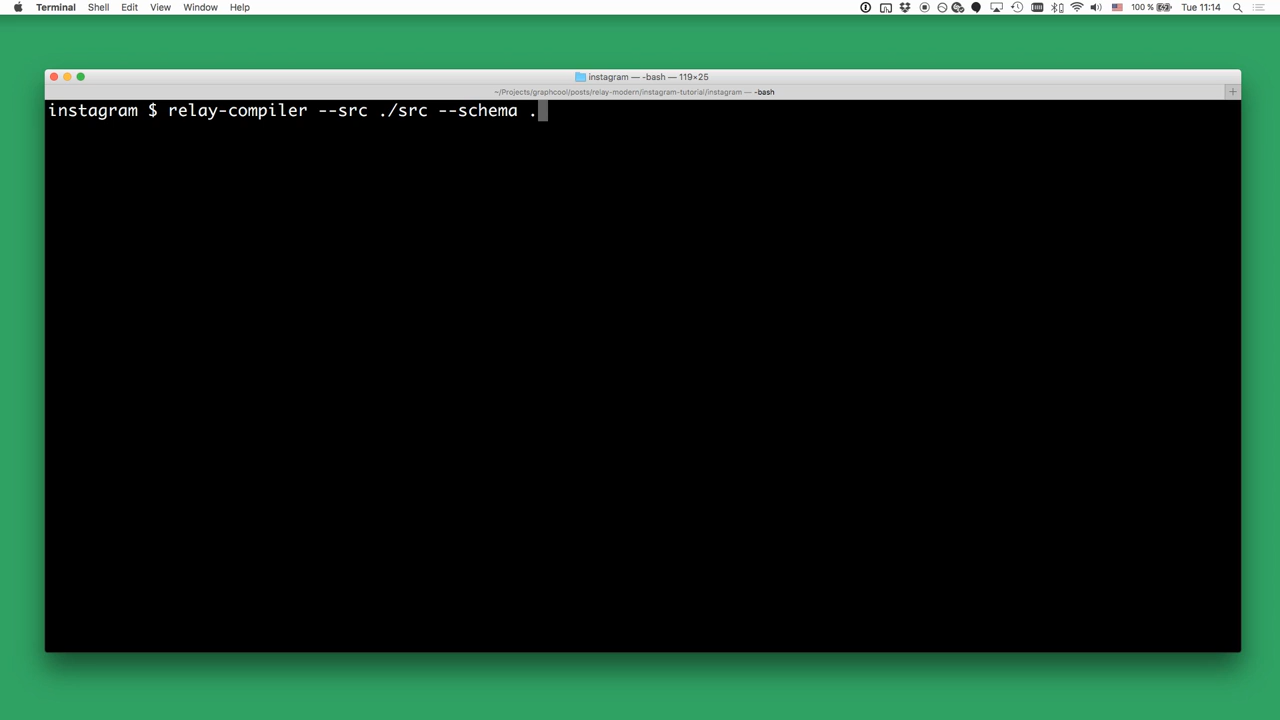 Terminal Shell Edit View Window Help 100 % Tue 11:14
instagram — -bash — 119×25
~/Projects/graphcool/posts/relay-modern/instagram-tutorial/instagram — -bash
instagram $ relay-compiler --src ./src --schema .